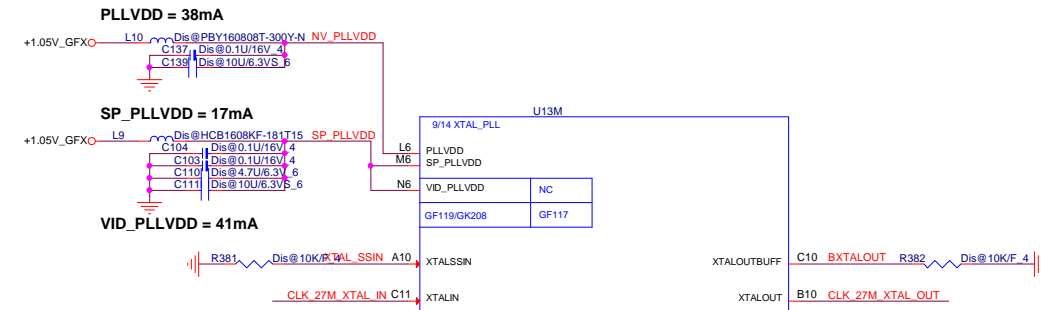 PLLVDD = 38mA
+1.05V_GFX L10 Dis@PBY160808T-300Y-N NV_PLLVDD
C137 Dis@0.1U/16V_4
C139 Dis@10U/6.3VS_6
SP_PLLVDD = 17mA
U13M
9/14 XTAL_PLL
+1.05V_GFX L9 Dis@HCB1608KF-181T15 SP_PLLVDD
L6 PLLVDD
C104 Dis@0.1U/16V_4
M6 SP_PLLVDD
C103 Dis@0.1U/16V_4
C110 Dis@4.7U/6.3V_6
C111 Dis@10U/6.3VS_6
N6 VID_PLLVDD NC
GF119/GK208 GF117
VID_PLLVDD = 41mA
R381 Dis@10K/F_4 XTAL_SSIN A10 XTALSSIN XTALOUTBUFF C10 BXTALOUT R382 Dis@10K/F_4
CLK_27M_XTAL_IN C11 XTALIN XTALOUT B10 CLK_27M_XTAL_OUT